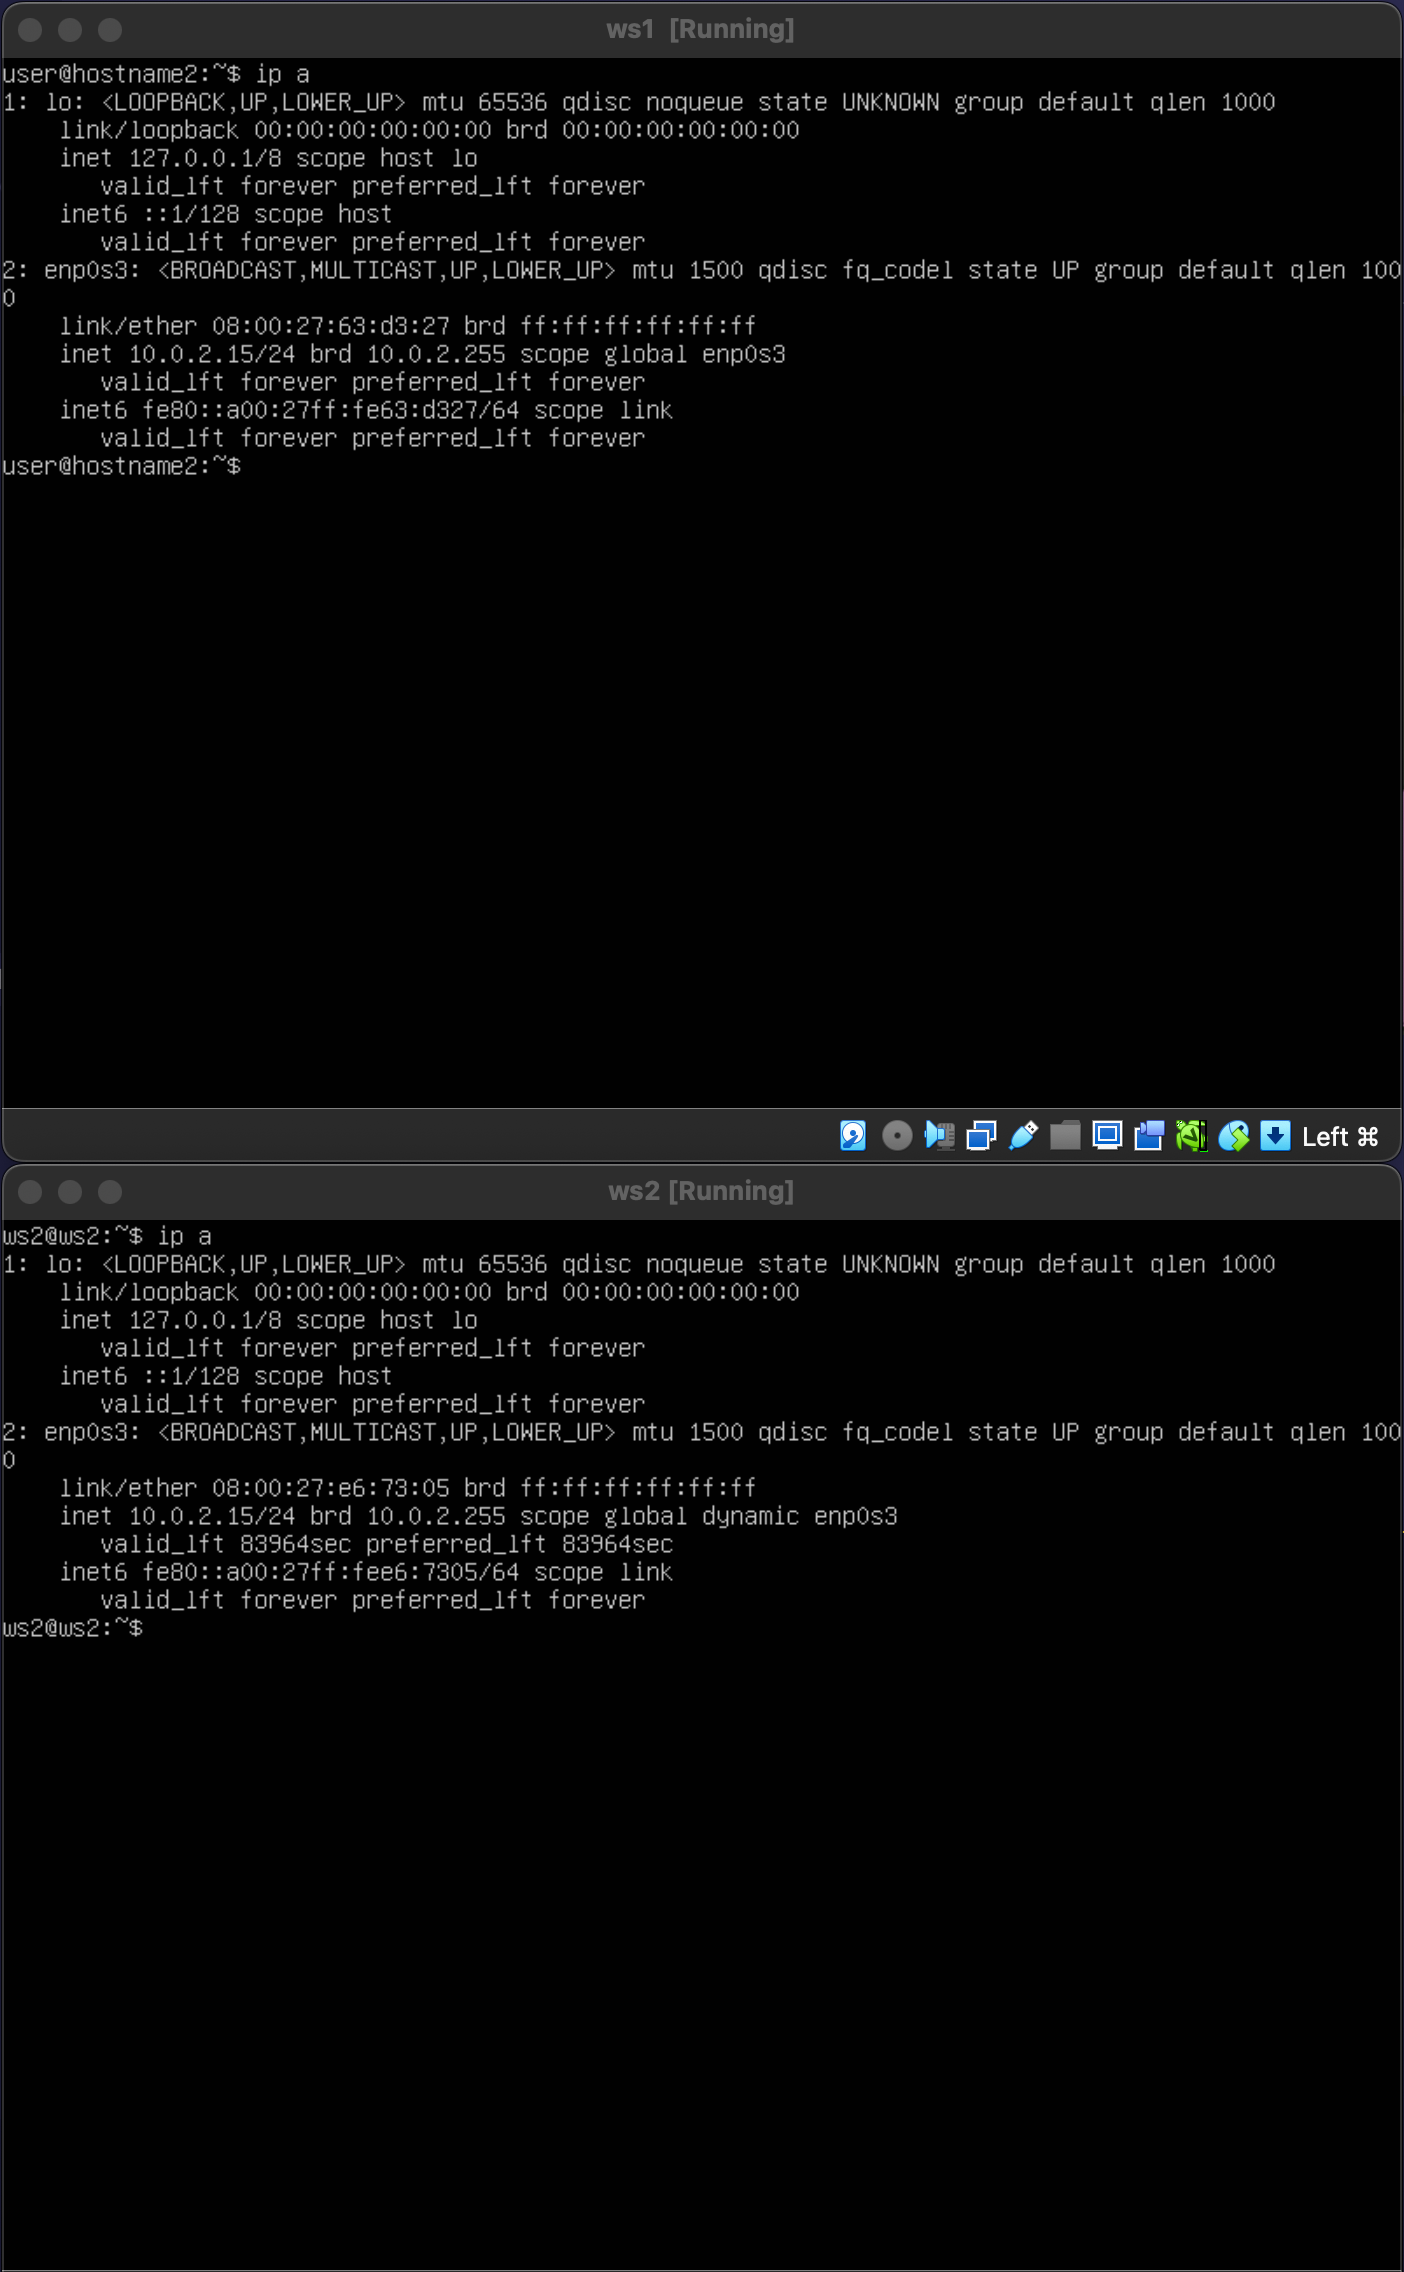 ws1 [Running]
user@hostname2:~$ ip a
1: lo: <LOOPBACK,UP,LOWER_UP> mtu 65536 qdisc noqueue state UNKNOWN group default qlen 1000
    link/loopback 00:00:00:00:00:00 brd 00:00:00:00:00:00
    inet 127.0.0.1/8 scope host lo
       valid_lft forever preferred_lft forever
    inet6 ::1/128 scope host
       valid_lft forever preferred_lft forever
2: enp0s3: <BROADCAST,MULTICAST,UP,LOWER_UP> mtu 1500 qdisc fq_codel state UP group default qlen 100
0
    link/ether 08:00:27:63:d3:27 brd ff:ff:ff:ff:ff:ff
    inet 10.0.2.15/24 brd 10.0.2.255 scope global enp0s3
       valid_lft forever preferred_lft forever
    inet6 fe80::a00:27ff:fe63:d327/64 scope link
       valid_lft forever preferred_lft forever
user@hostname2:~$
Left ⌘
ws2 [Running]
ws2@ws2:~$ ip a
1: lo: <LOOPBACK,UP,LOWER_UP> mtu 65536 qdisc noqueue state UNKNOWN group default qlen 1000
    link/loopback 00:00:00:00:00:00 brd 00:00:00:00:00:00
    inet 127.0.0.1/8 scope host lo
       valid_lft forever preferred_lft forever
    inet6 ::1/128 scope host
       valid_lft forever preferred_lft forever
2: enp0s3: <BROADCAST,MULTICAST,UP,LOWER_UP> mtu 1500 qdisc fq_codel state UP group default qlen 100
0
    link/ether 08:00:27:e6:73:05 brd ff:ff:ff:ff:ff:ff
    inet 10.0.2.15/24 brd 10.0.2.255 scope global dynamic enp0s3
       valid_lft 83964sec preferred_lft 83964sec
    inet6 fe80::a00:27ff:fee6:7305/64 scope link
       valid_lft forever preferred_lft forever
ws2@ws2:~$